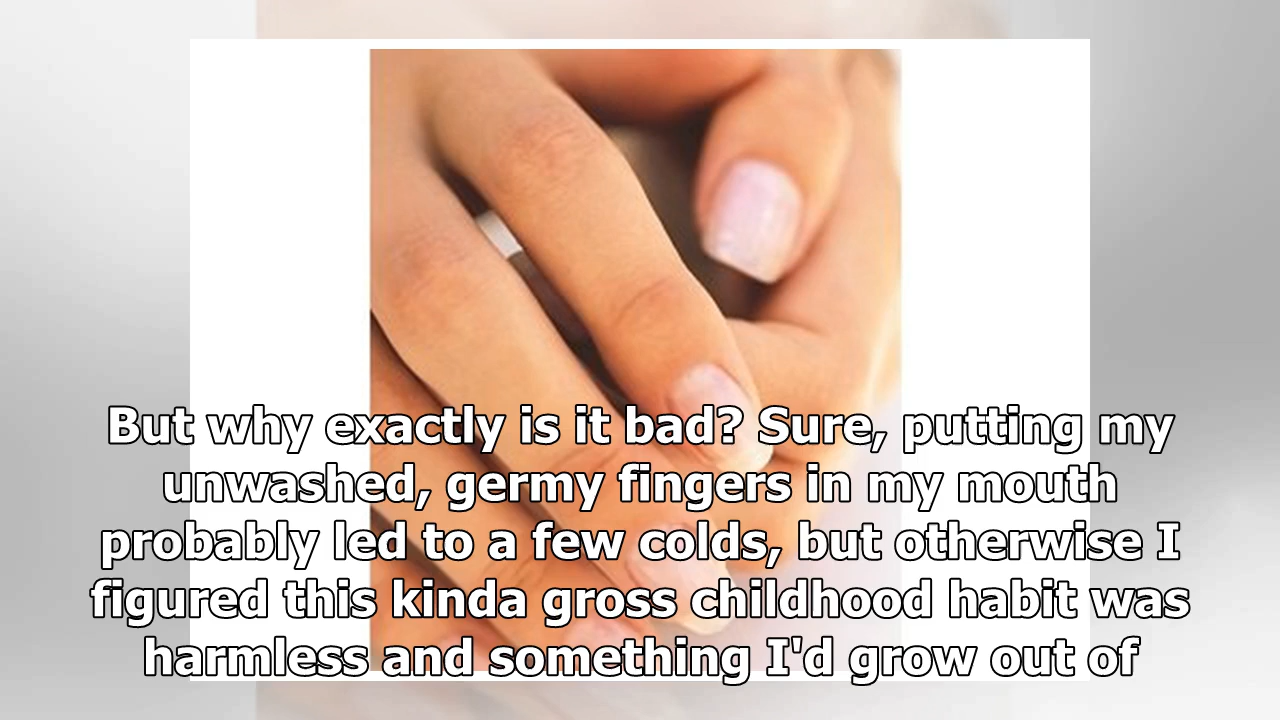 But why exactly is it bad? Sure, putting my
unwashed, germy fingers in my mouth
probably led to a few colds, but otherwise I
figured this kinda gross childhood habit was
harmless and something I'd grow out of